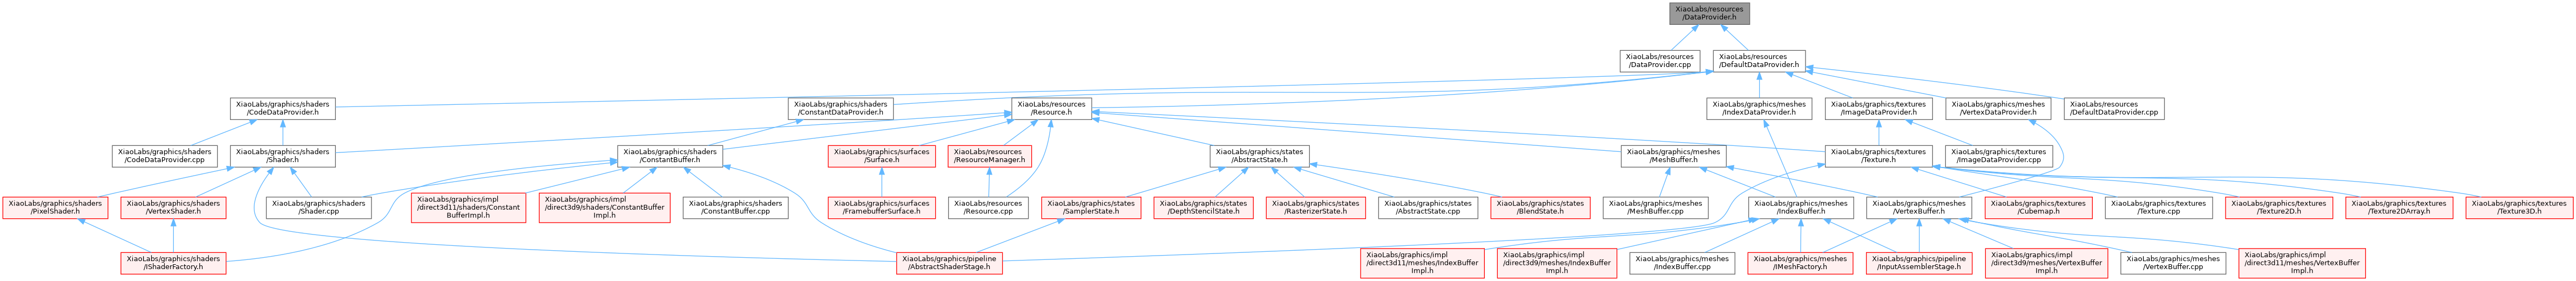 XiaoLabs/resources
/DataProvider.h
XiaoLabs/resources
/DataProvider.cpp
XiaoLabs/resources
/DefaultDataProvider.h
XiaoLabs/graphics/shaders
/CodeDataProvider.h
XiaoLabs/graphics/shaders
/ConstantDataProvider.h
XiaoLabs/resources
/Resource.h
XiaoLabs/graphics/meshes
/IndexDataProvider.h
XiaoLabs/graphics/textures
/ImageDataProvider.h
XiaoLabs/graphics/meshes
/VertexDataProvider.h
XiaoLabs/resources
/DefaultDataProvider.cpp
XiaoLabs/graphics/shaders
/CodeDataProvider.cpp
XiaoLabs/graphics/shaders
/Shader.h
XiaoLabs/graphics/shaders
/ConstantBuffer.h
XiaoLabs/graphics/surfaces
/Surface.h
XiaoLabs/resources
/ResourceManager.h
XiaoLabs/graphics/states
/AbstractState.h
XiaoLabs/graphics/meshes
/MeshBuffer.h
XiaoLabs/graphics/textures
/Texture.h
XiaoLabs/graphics/textures
/ImageDataProvider.cpp
XiaoLabs/graphics/shaders
/PixelShader.h
XiaoLabs/graphics/shaders
/VertexShader.h
XiaoLabs/graphics/shaders
/Shader.cpp
XiaoLabs/graphics/impl
/direct3d11/shaders/Constant
BufferImpl.h
XiaoLabs/graphics/impl
/direct3d9/shaders/ConstantBuffer
Impl.h
XiaoLabs/graphics/shaders
/ConstantBuffer.cpp
XiaoLabs/graphics/surfaces
/FramebufferSurface.h
XiaoLabs/resources
/Resource.cpp
XiaoLabs/graphics/states
/SamplerState.h
XiaoLabs/graphics/states
/DepthStencilState.h
XiaoLabs/graphics/states
/RasterizerState.h
XiaoLabs/graphics/states
/AbstractState.cpp
XiaoLabs/graphics/states
/BlendState.h
XiaoLabs/graphics/meshes
/MeshBuffer.cpp
XiaoLabs/graphics/meshes
/IndexBuffer.h
XiaoLabs/graphics/meshes
/VertexBuffer.h
XiaoLabs/graphics/textures
/Cubemap.h
XiaoLabs/graphics/textures
/Texture.cpp
XiaoLabs/graphics/textures
/Texture2D.h
XiaoLabs/graphics/textures
/Texture2DArray.h
XiaoLabs/graphics/textures
/Texture3D.h
XiaoLabs/graphics/shaders
/IShaderFactory.h
XiaoLabs/graphics/pipeline
/AbstractShaderStage.h
XiaoLabs/graphics/impl
/direct3d11/meshes/IndexBuffer
Impl.h
XiaoLabs/graphics/impl
/direct3d9/meshes/IndexBuffer
Impl.h
XiaoLabs/graphics/meshes
/IndexBuffer.cpp
XiaoLabs/graphics/meshes
/IMeshFactory.h
XiaoLabs/graphics/pipeline
/InputAssemblerStage.h
XiaoLabs/graphics/impl
/direct3d9/meshes/VertexBuffer
Impl.h
XiaoLabs/graphics/meshes
/VertexBuffer.cpp
XiaoLabs/graphics/impl
/direct3d11/meshes/VertexBuffer
Impl.h